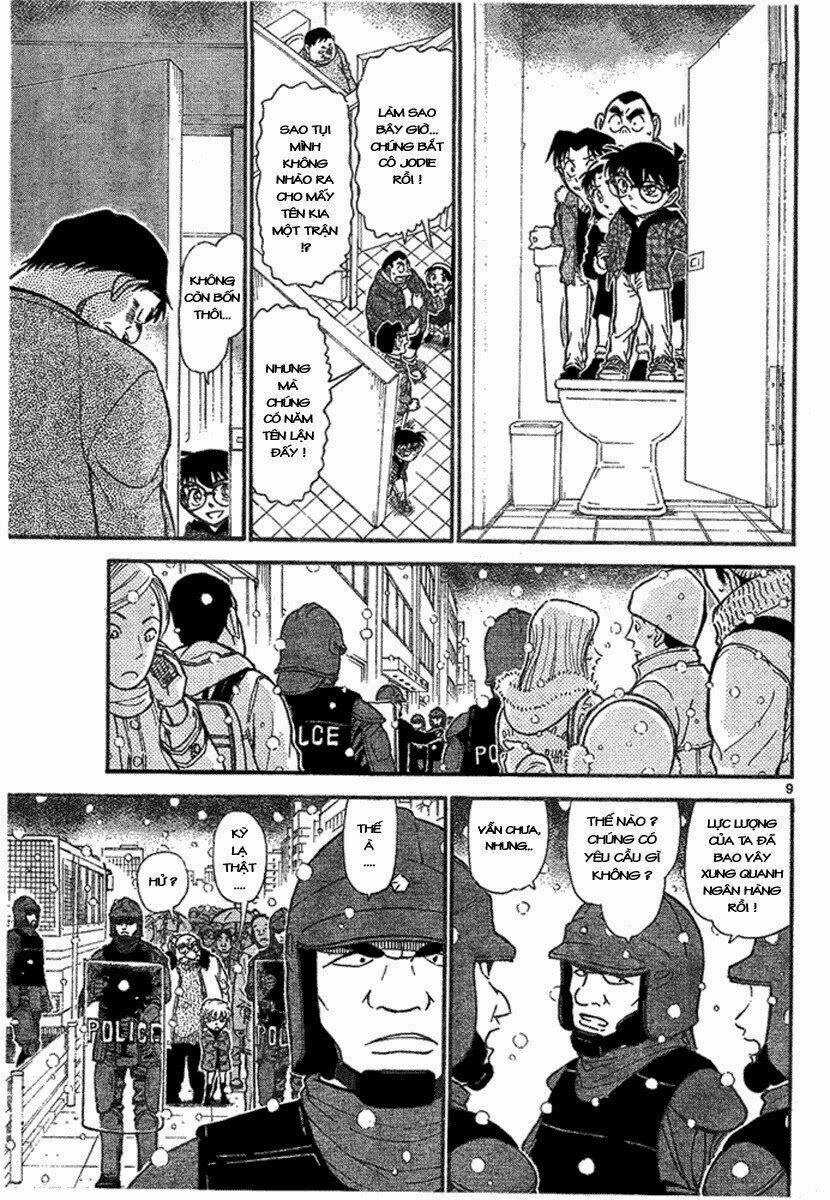 LÀM SAO
BÂY GIỜ...
CHÚNG BẮT
CÔ JODIE
RỒI !
SAO TỤI
MÌNH
KHÔNG
NHÀO RA
CHO MẤY
TÊN KIA
MỘT TRẬN
!?
NHƯNG
MÀ
CHÚNG
CÓ NĂM
TÊN LẬN
ĐẤY !
KHÔNG,
CÒN BỐN
THÔI...
LICE
PO
9
LỰC LƯỢNG
CỦA TA ĐÃ
BAO VÂY
XUNG QUANH
NGÂN HÀNG
RỒI !
THẾ NÀO ?
CHÚNG CÓ
YÊU CẦU GÌ
KHÔNG ?
VẪN CHƯA,
NHƯNG..
THẾ
À
....
KỲ
LẠ
THẬT
....
HỬ ?
POLICE
PO